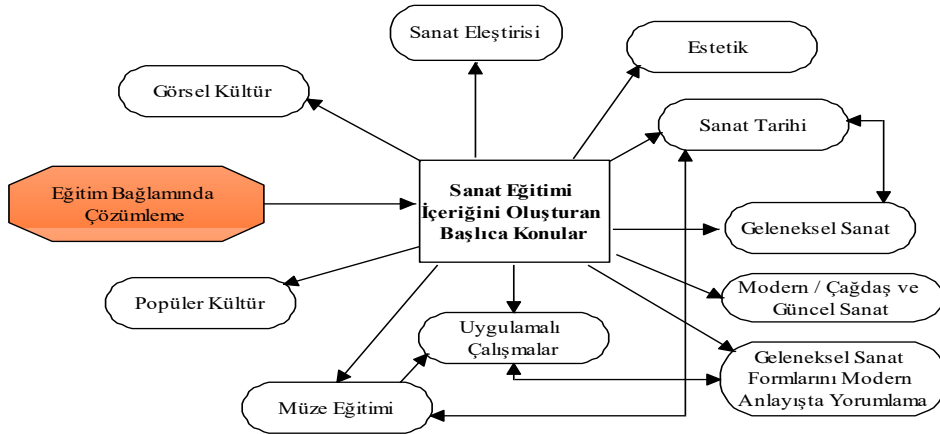 Sanat Eleştirisi
Estetik
Görsel Kültür
Sanat Tarihi
Eğitim Bağlamında
Çözümleme
Sanat Eğitimi
İçeriğini Oluşturan
Başlıca Konular
Geleneksel Sanat
Popüler Kültür
Modern / Çağdaş ve
Güncel Sanat
Uygulamalı
Çalışmalar
Geleneksel Sanat
Formlarını Modern
Anlayışta Yorumlama
Müze Eğitimi